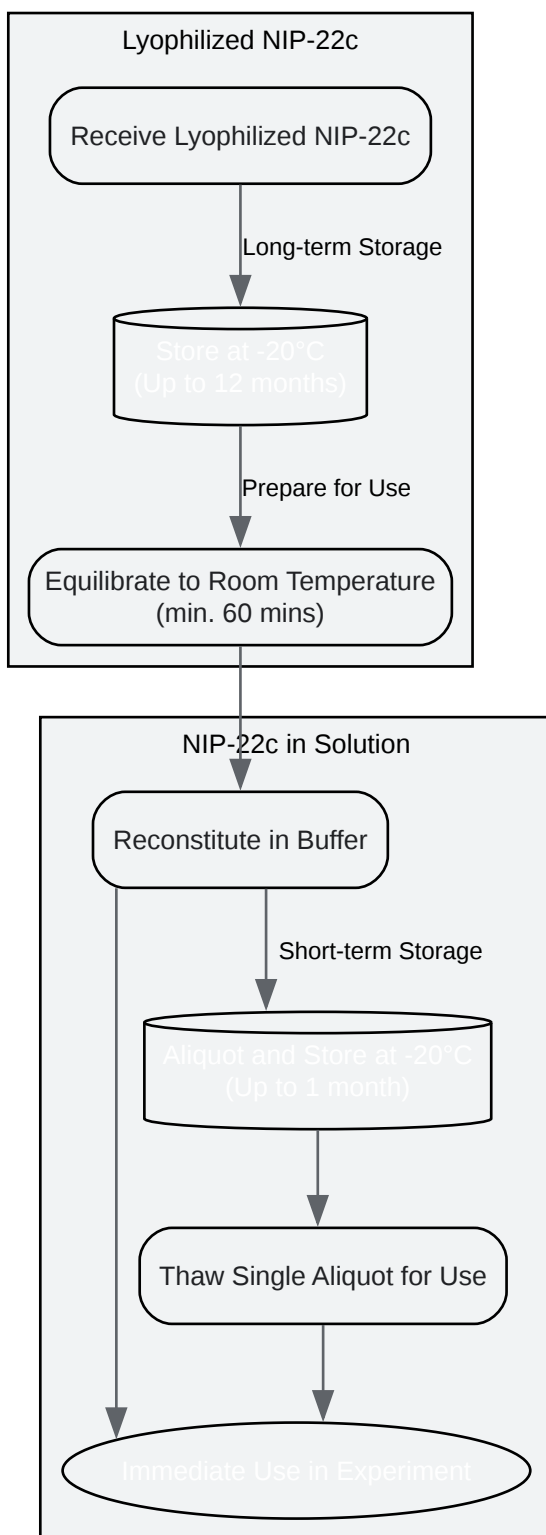 Lyophilized NIP-22c
Receive Lyophilized NIP-22c
Long-term Storage
Store at -20°C
(Up to 12 months)
Prepare for Use
Equilibrate to Room Temperature
(min. 60 mins)
NIP-22c in Solution
Reconstitute in Buffer
Short-term Storage
Aliquot and Store at -20°C
(Up to 1 month)
Thaw Single Aliquot for Use
Immediate Use in Experiment